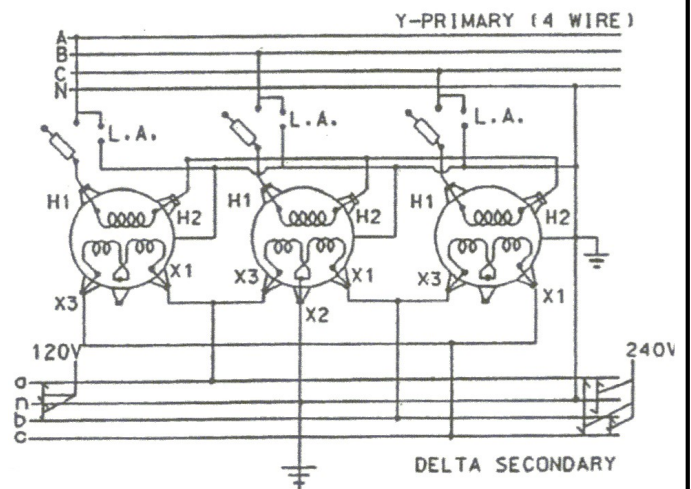 Y-PRIMARY (4 WIRE)
A
B
C
N
L.A. L.A. L.A.
H1 H2 H1 H2 H1 H2
X3 X1 X3 X1 X3 X1
X2
120V 240V
a
n
b
c
DELTA SECONDARY